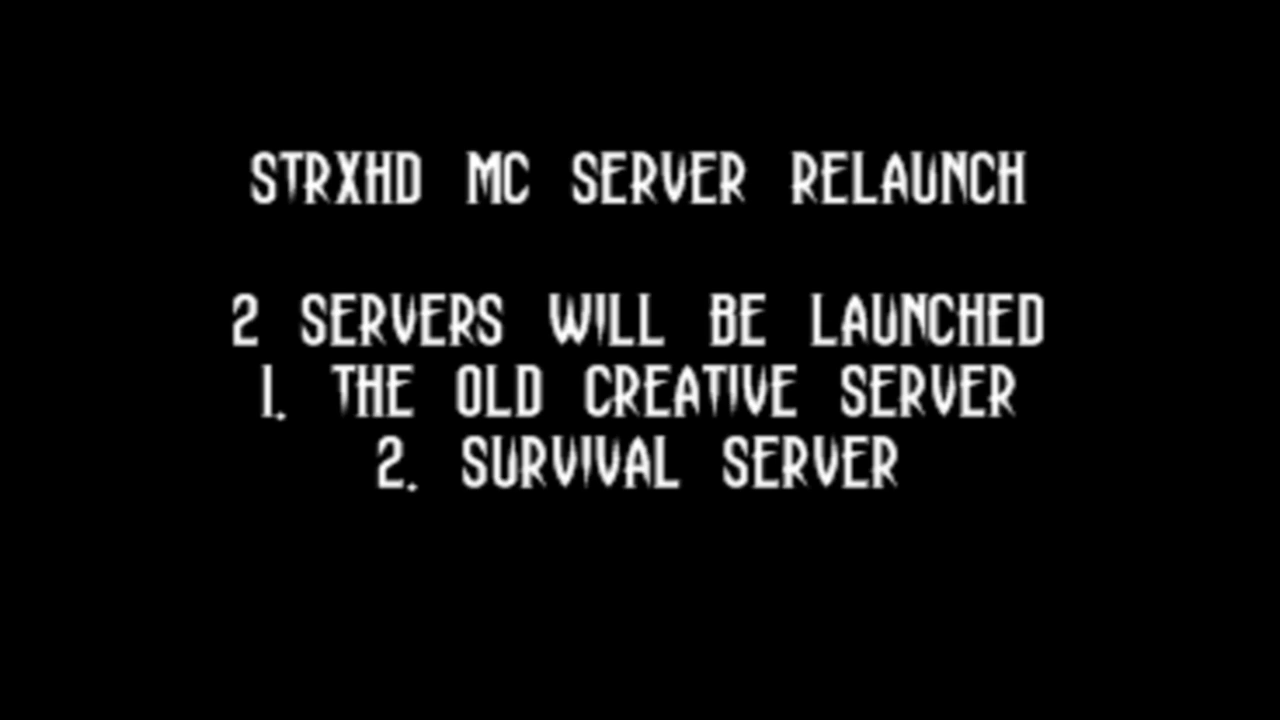 STRXHD MC SERVER RELAUNCH
2 SERVERS WILL BE LAUNCHED
1. THE OLD CREATIVE SERVER
2. SURVIVAL SERVER